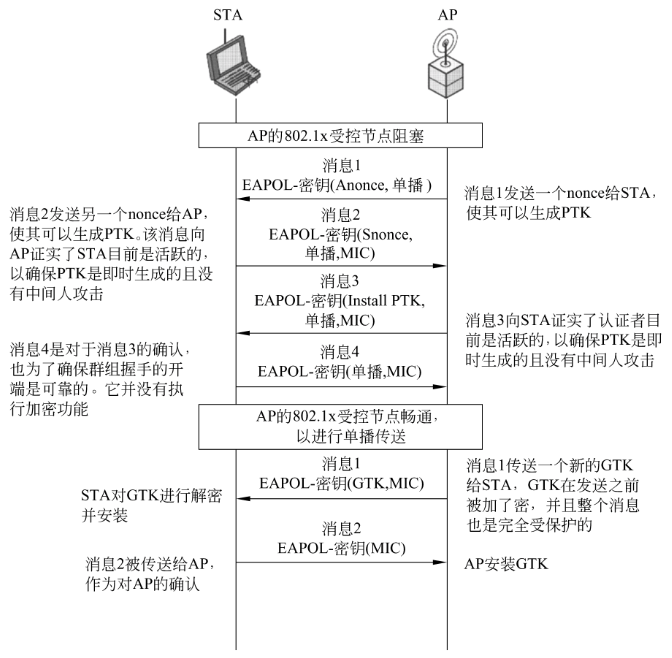 STA
AP
AP的802.1x受控节点阻塞
消息1
EAPOL-密钥(Anonce, 单播 )
消息1发送一个nonce给STA,
使其可以生成PTK
消息2发送另一个nonce给AP,
使其可以生成PTK。该消息向
AP证实了STA目前是活跃的,
以确保PTK是即时生成的且没
有中间人攻击
消息2
EAPOL-密钥(Snonce,
单播,MIC)
消息3
EAPOL-密钥(Install PTK,
单播,MIC)
消息3向STA证实了认证者目
前是活跃的, 以确保PTK是即
时生成的且没有中间人攻击
消息4是对于消息3的确认,
也为了确保群组握手的开
端是可靠的。它并没有执
行加密功能
消息4
EAPOL-密钥(单播,MIC)
AP的802.1x受控节点畅通,
以进行单播传送
消息1
EAPOL-密钥(GTK,MIC)
消息1传送一个新的GTK
给STA, GTK在发送之前
被加了密, 并且整个消息
也是完全受保护的
STA对GTK进行解密
并安装
消息2
EAPOL-密钥(MIC)
消息2被传送给AP,
作为对AP的确认
AP安装GTK